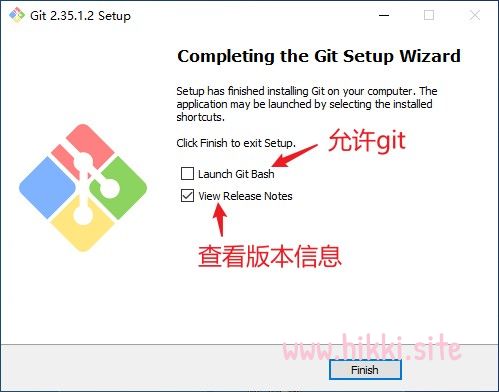 Git 2.35.1.2 Setup
Completing the Git Setup Wizard
Setup has finished installing Git on your computer. The
application may be launched by selecting the installed
shortcuts.
Click Finish to exit Setup.
允许git
Launch Git Bash
View Release Notes
查看版本信息
www.hikki.site
Finish